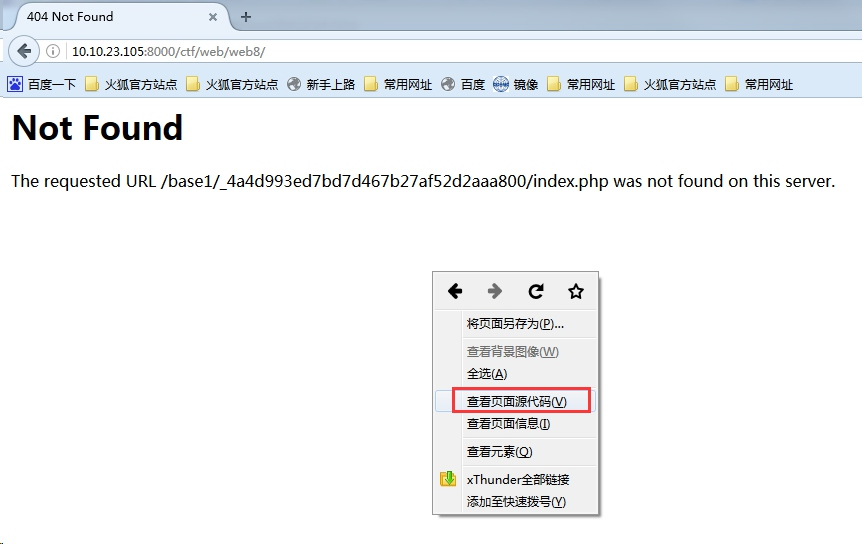 404 Not Found
10.10.23.105:8000/ctf/web/web8/
百度一下 火狐官方站点 火狐官方站点 新手上路 常用网址 百度 镜像 常用网址 火狐官方站点 常用网址
Not Found
The requested URL /base1/_4a4d993ed7bd7d467b27af52d2aaa800/index.php was not found on this server.
将页面另存为(P)...
查看背景图像(W)
全选(A)
查看页面源代码(V)
查看页面信息(I)
查看元素(Q)
xThunder全部链接
添加至快速拨号(Y)